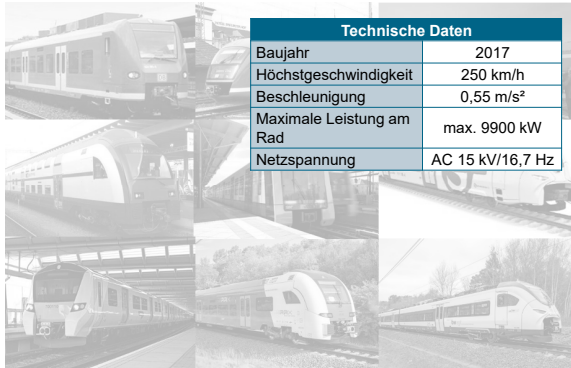 Technische Daten
Baujahr 2017
Höchstgeschwindigkeit 250 km/h
Beschleunigung 0,55 m/s²
Maximale Leistung am
Rad max. 9900 kW
Netzspannung AC 15 kV/16,7 Hz